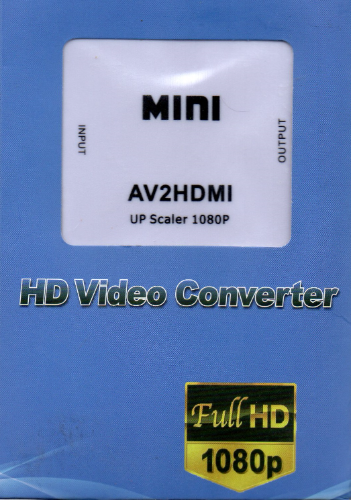 MINI
INPUT
OUTPUT
AV2HDMI
UP Scaler 1080P
HD Video Converter
Full HD
1080p